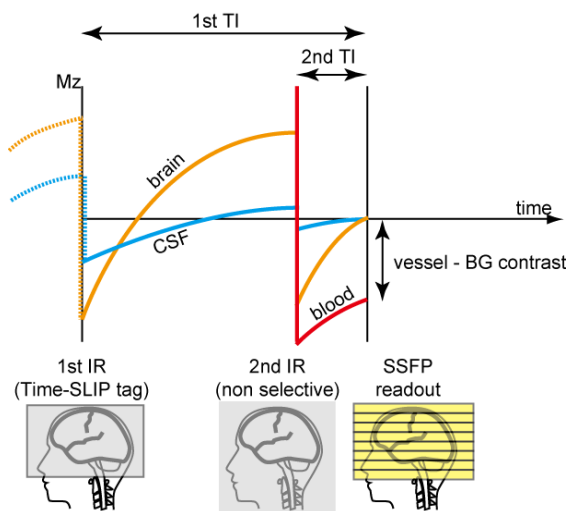 1st TI
2nd TI
Mz
brain
CSF
time
vessel - BG contrast
blood
1st IR
(Time-SLIP tag)
2nd IR
(non selective)
SSFP
readout